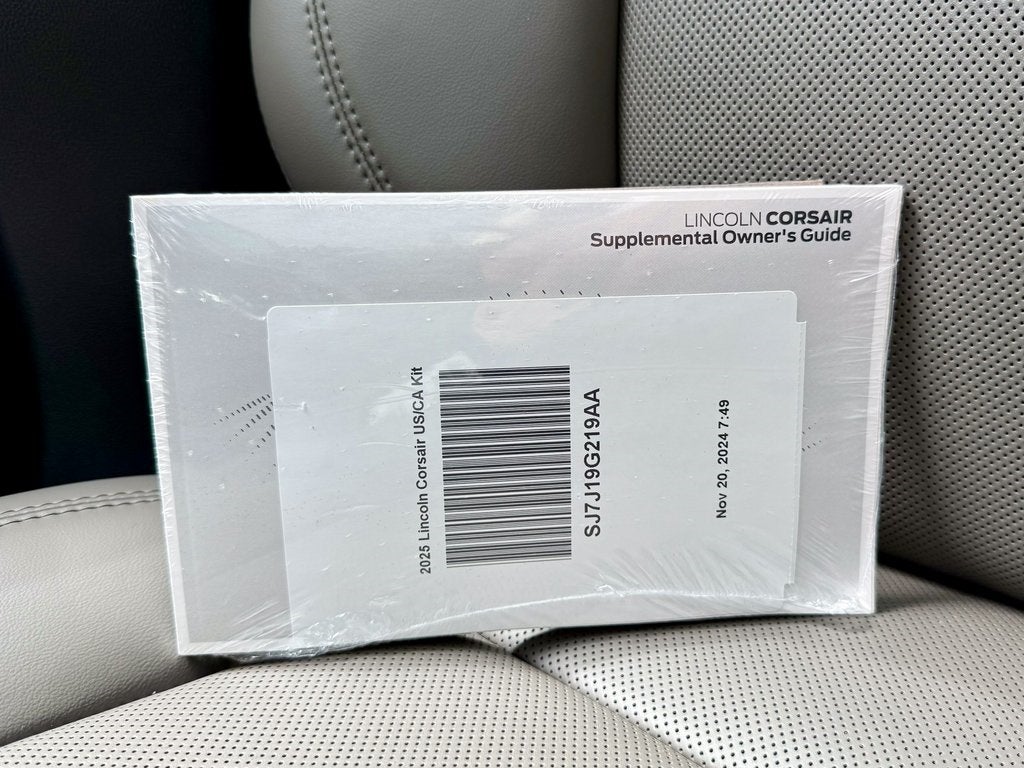 LINCOLN CORSAIR
Supplemental Owner's Guide
2025 Lincoln Corsair US/CA Kit
SJ7J19G219AA
Nov 20, 2024 7:49